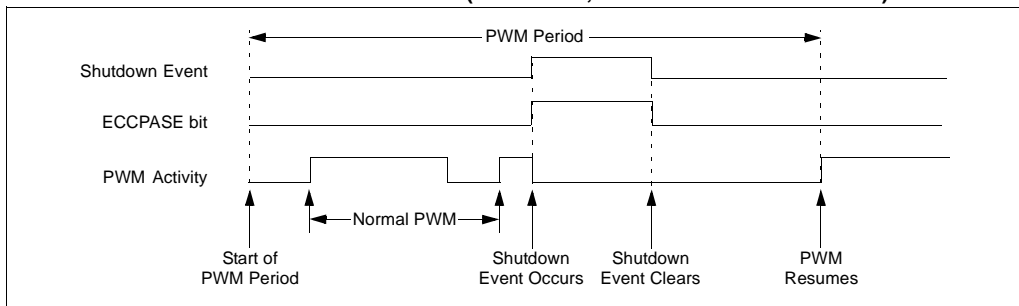 PWM Period
Shutdown Event
ECCPASE bit
PWM Activity
Normal PWM
Start of
PWM Period
Shutdown
Event Occurs
Shutdown
Event Clears
PWM
Resumes